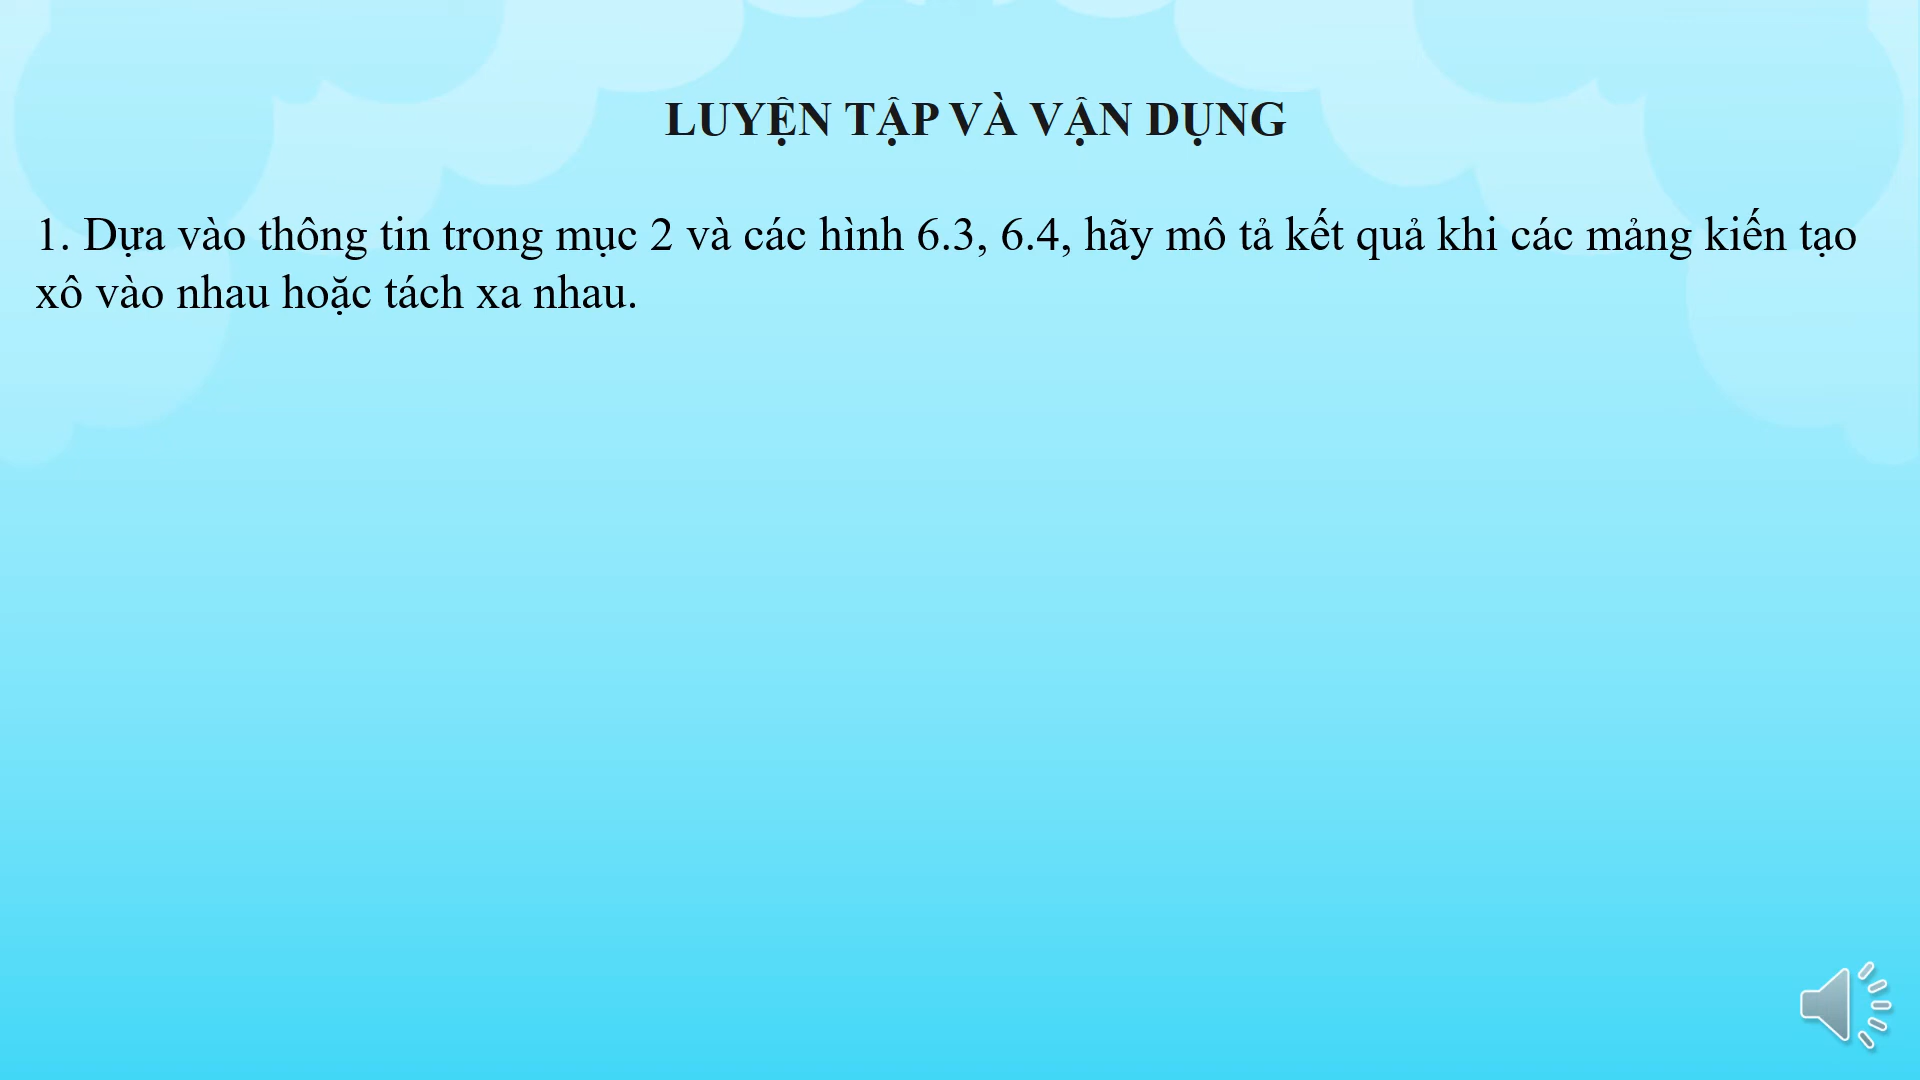 LUYỆN TẬP VÀ VẬN DỤNG
1. Dựa vào thông tin trong mục 2 và các hình 6.3, 6.4, hãy mô tả kết quả khi các mảng kiến tạo
xô vào nhau hoặc tách xa nhau.